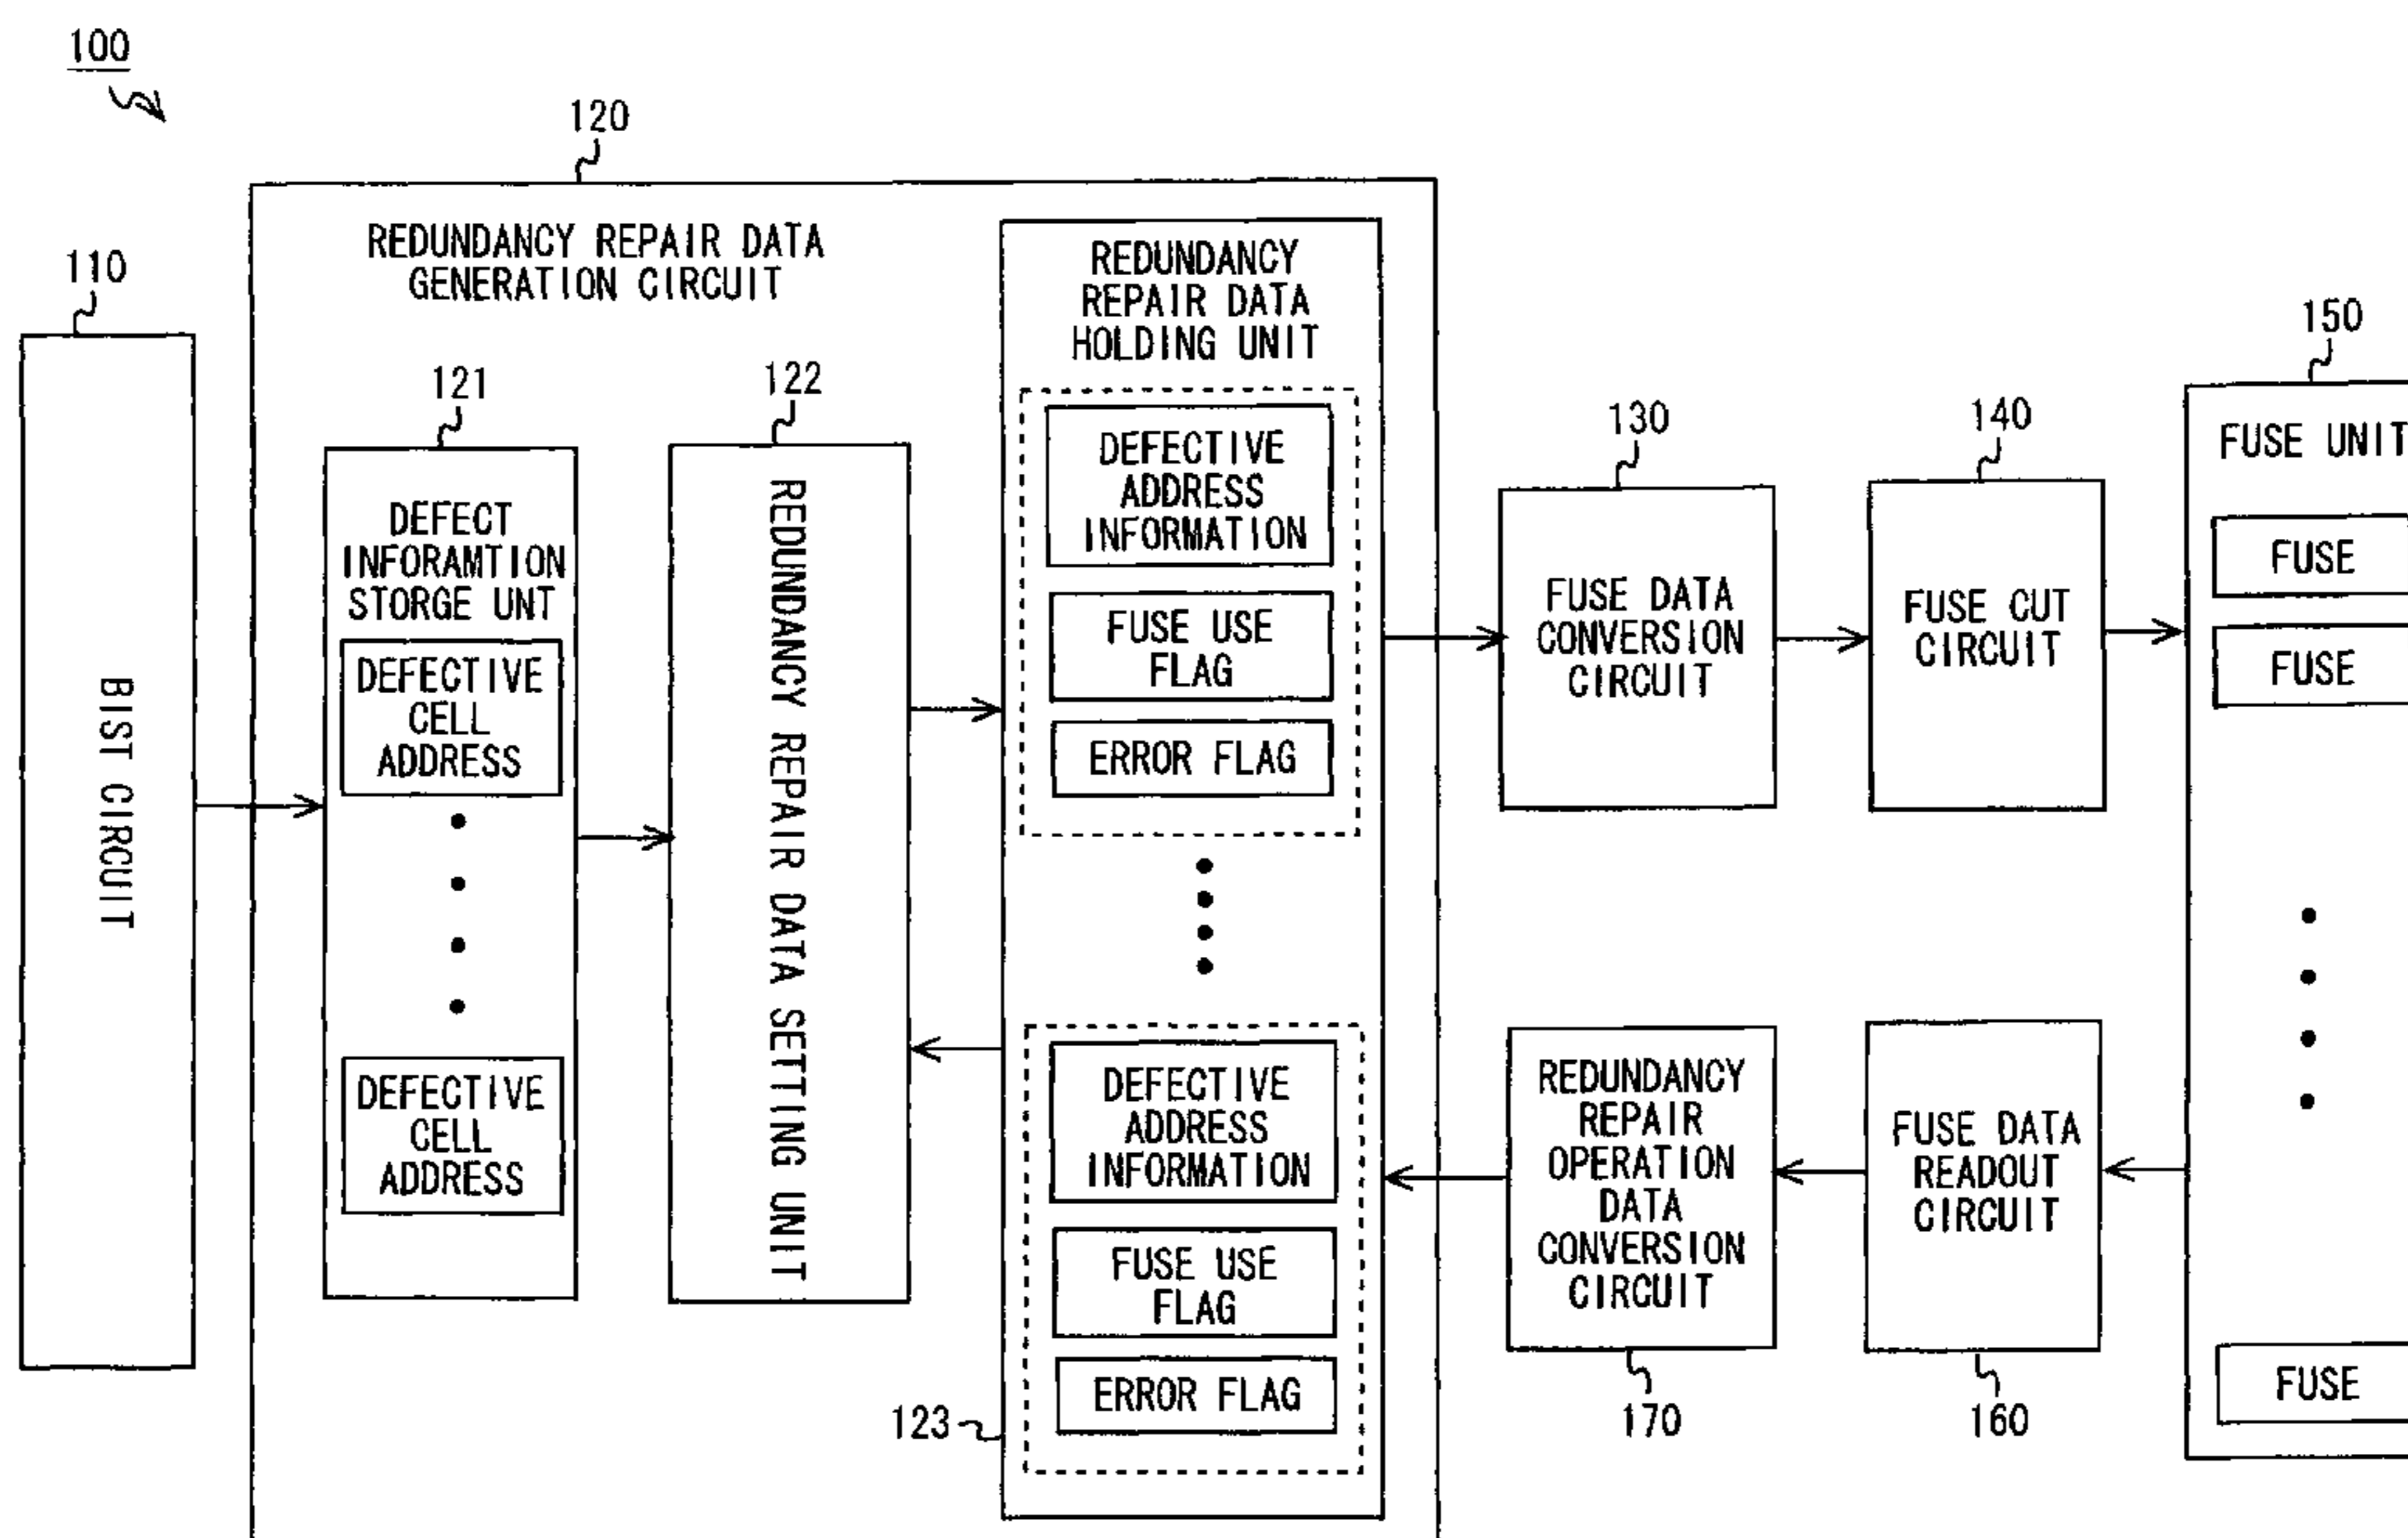 100
120
REDUNDANCY REPAIR DATA
GENERATION CIRCUIT
110
BIST CIRCUIT
121
DEFECT
INFORAMTION
STORGE UNT
DEFECTIVE
CELL
ADDRESS
DEFECTIVE
CELL
ADDRESS
122
REDUNDANCY REPAIR DATA SETTING UNIT
REDUNDANCY
REPAIR DATA
HOLDING UNIT
DEFECTIVE
ADDRESS
INFORMATION
FUSE USE
FLAG
ERROR FLAG
DEFECTIVE
ADDRESS
INFORMATION
FUSE USE
FLAG
ERROR FLAG
123
130
FUSE DATA
CONVERSION
CIRCUIT
140
FUSE CUT
CIRCUIT
150
FUSE UNIT
FUSE
FUSE
FUSE
REDUNDANCY
REPAIR
OPERATION
DATA
CONVERSION
CIRCUIT
170
FUSE DATA
READOUT
CIRCUIT
160